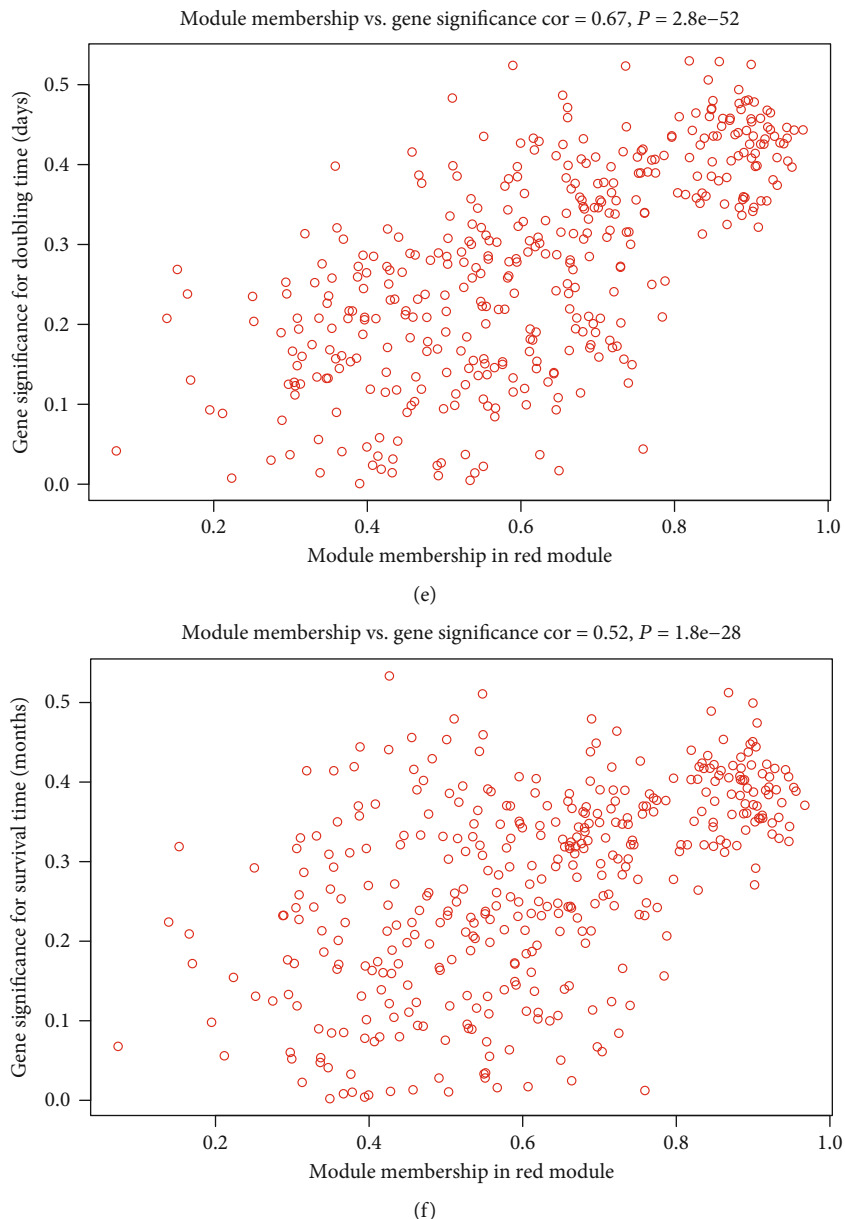 Module membership vs. gene significance cor = 0.67, P = 2.8e−52
Gene significance for doubling time (days)
0.5
0.4
0.3
0.2
0.1
0.0
0.2 0.4 0.6 0.8 1.0
Module membership in red module
(e)
Module membership vs. gene significance cor = 0.52, P = 1.8e−28
Gene significance for survival time (months)
0.5
0.4
0.3
0.2
0.1
0.0
0.2 0.4 0.6 0.8 1.0
Module membership in red module
(f)